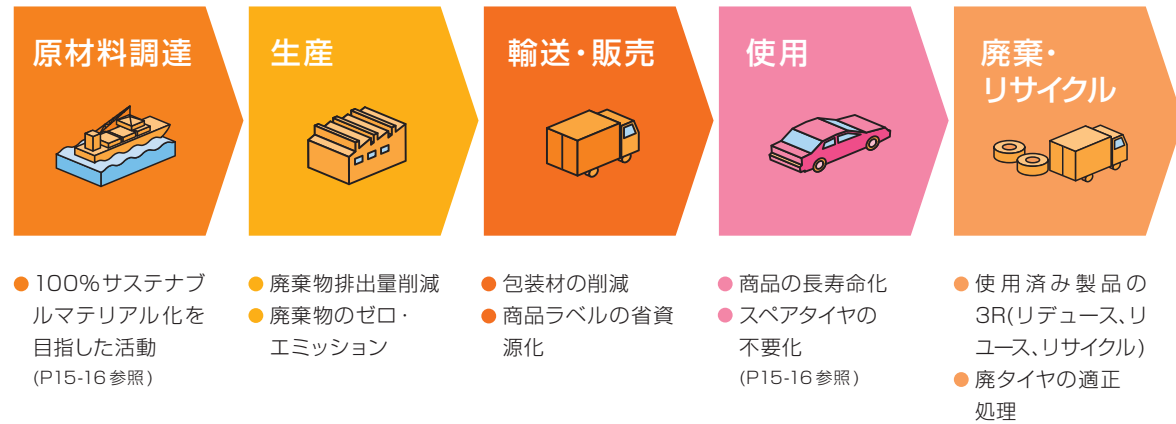 原材料調達
生産
輸送・販売
使用
廃棄・
リサイクル
● 100%サステナブ
ルマテリアル化を
目指した活動
(P15-16参照)
● 廃棄物排出量削減
● 廃棄物のゼロ・
エミッション
● 包装材の削減
● 商品ラベルの省資
源化
● 商品の長寿命化
● スペアタイヤの
不要化
(P15-16参照)
● 使用済み製品の
3R(リデュース、リ
ユース、リサイクル)
● 廃タイヤの適正
処理